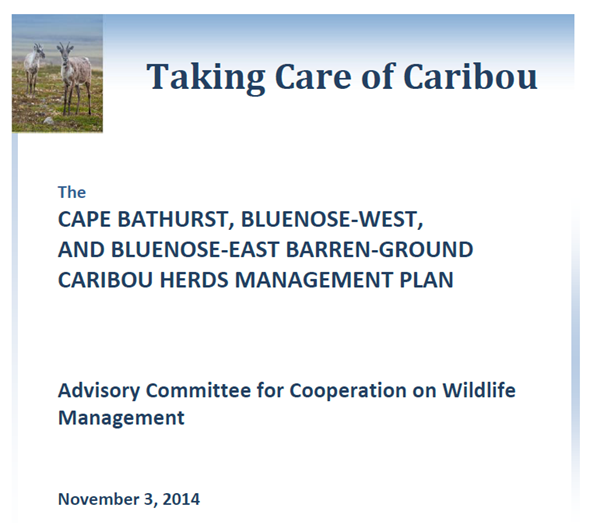 Taking Care of Caribou
The
CAPE BATHURST, BLUENOSE-WEST,
AND BLUENOSE-EAST BARREN-GROUND
CARIBOU HERDS MANAGEMENT PLAN
Advisory Committee for Cooperation on Wildlife
Management
November 3, 2014